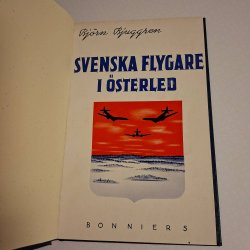 Björn Bjuggren
SVENSKA FLYGARE
I ÖSTERLED
BONNIERS